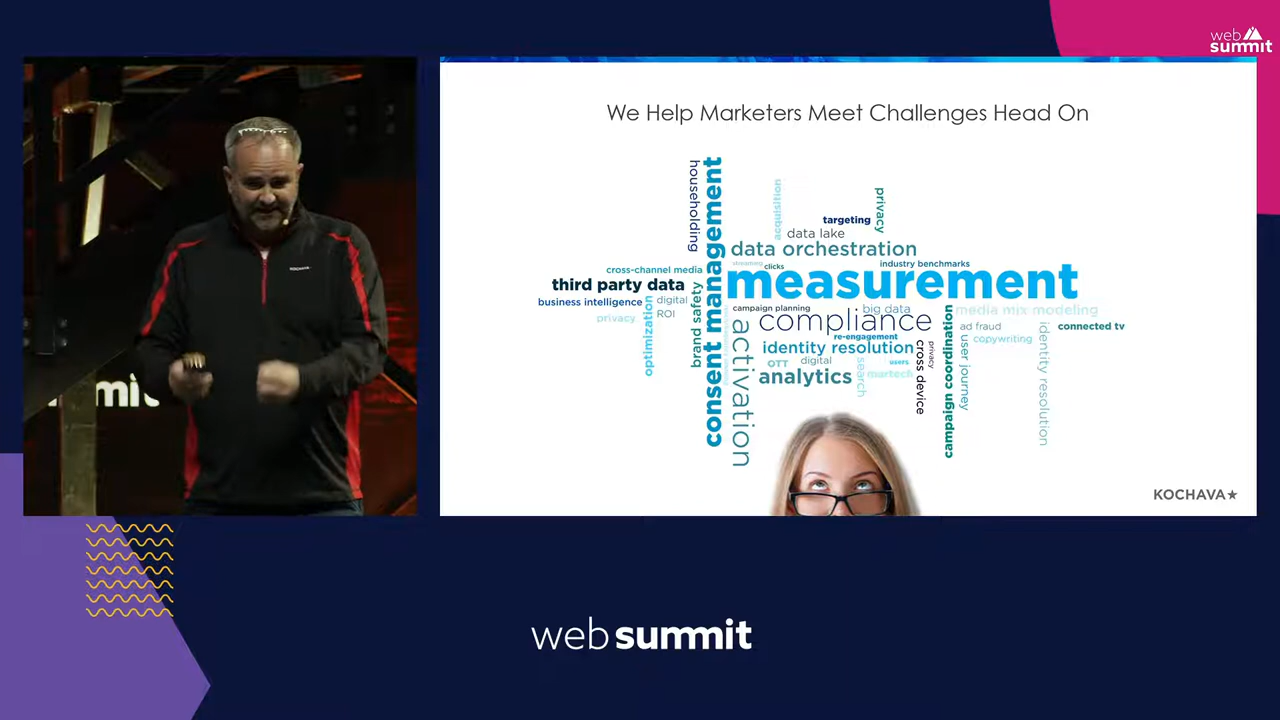 web
summit
We Help Marketers Meet Challenges Head On
householding
consent management
acquisition
privacy
targeting
data lake
data orchestration
streaming
clicks
industry benchmarks
cross-channel media
measurement
third party data
business intelligence
digital
privacy
ROI
optimization
brand safety
campaign planning
big data
media mix modeling
compliance
activation
ad fraud
connected tv
re-engagement
copywriting
identity resolution
privacy
cross device
campaign coordination
user journey
identity resolution
OTT
digital
users
search
martech
analytics
KOCHAVA★
KOCHAVA
mmit
web summit